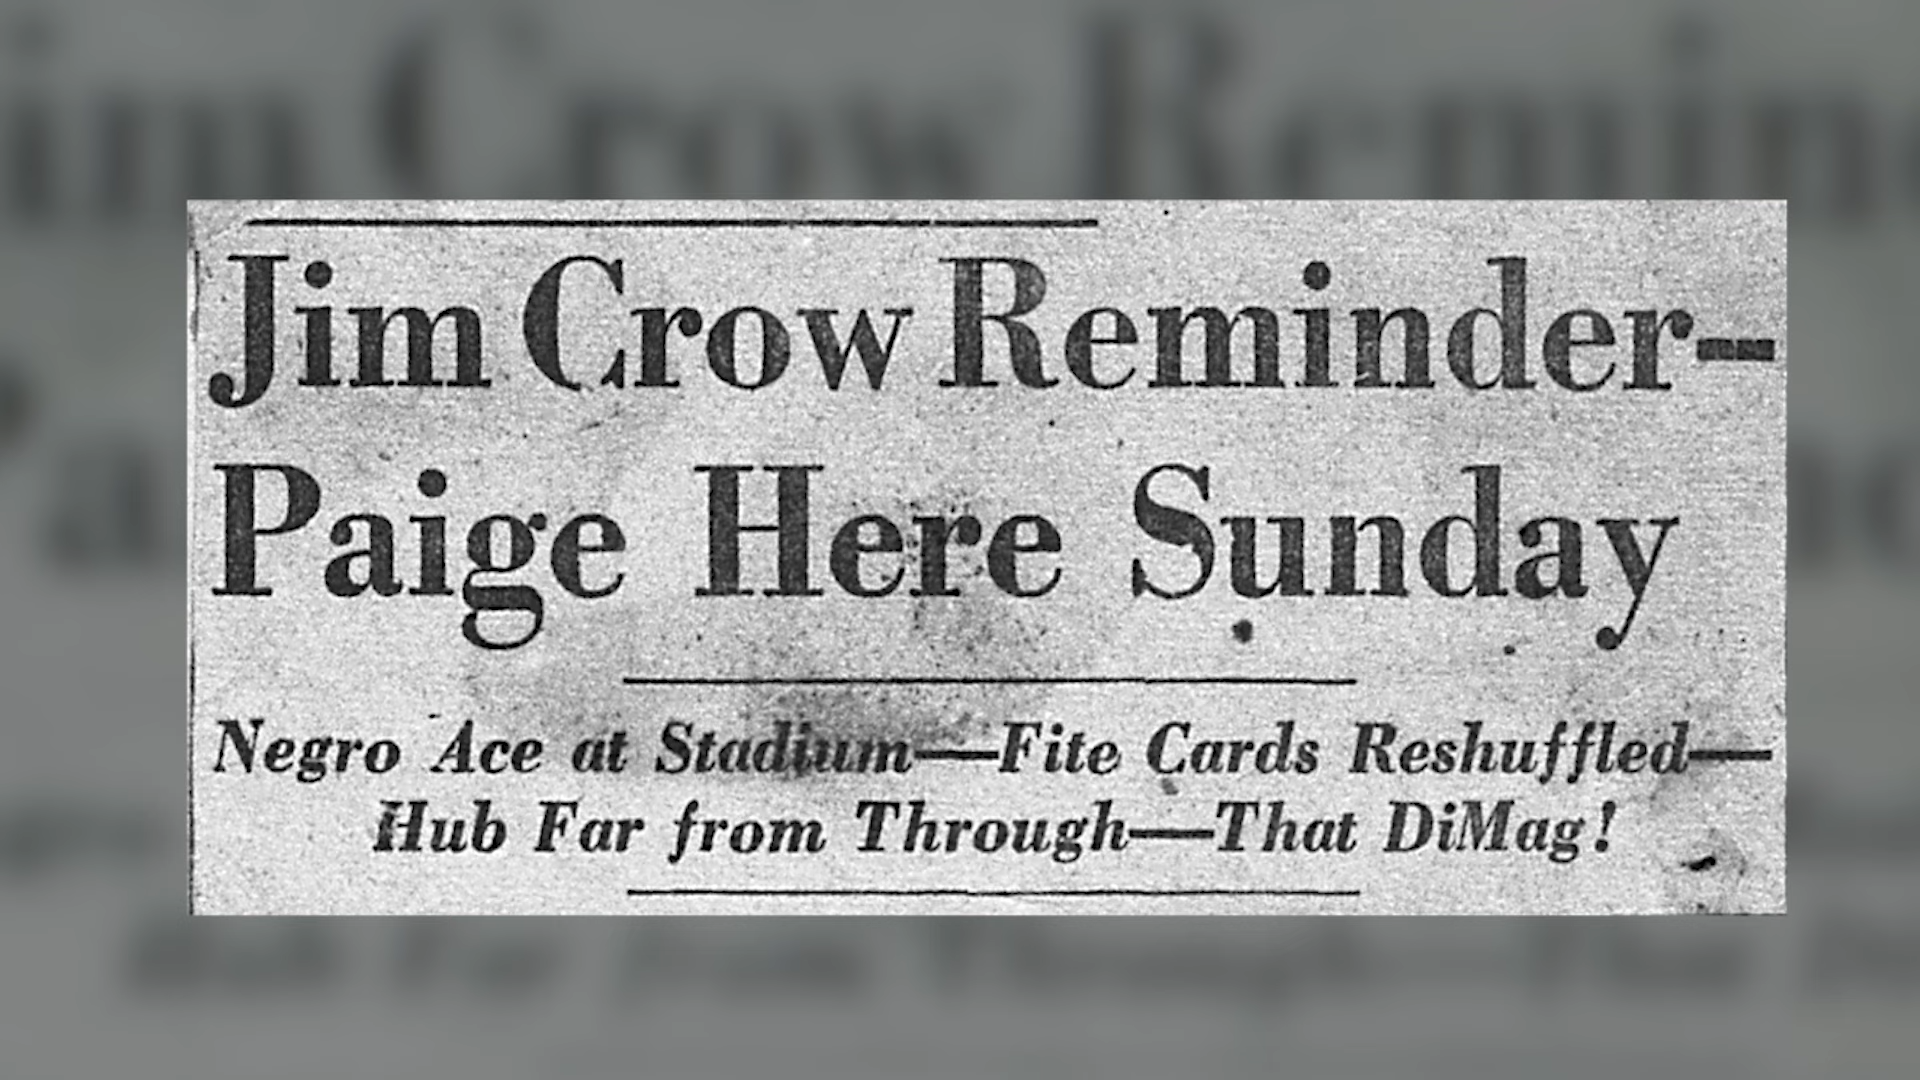 Jim Crow Reminder—
Paige Here Sunday
Negro Ace at Stadium—Fite Cards Reshuffled—
Hub Far from Through—That DiMag!